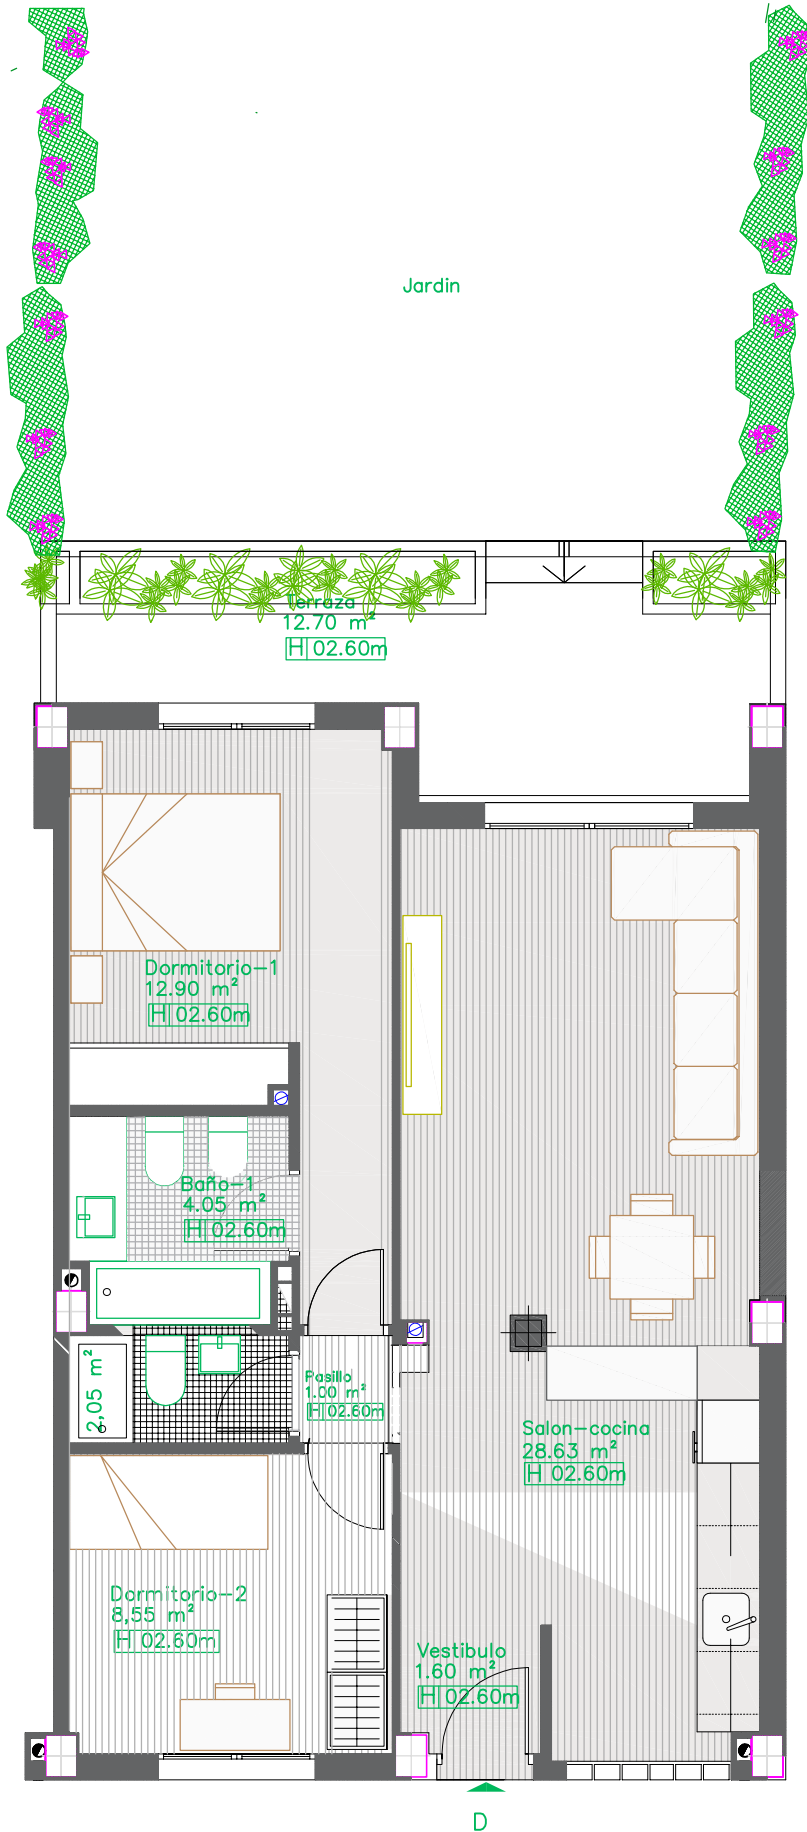 Jardin
Terraza
12.70 m²
H 02.60m
Dormitorio-1
12.90 m²
H 02.60m
Baño-1
4.05 m²
H 02.60m
2,05 m²
Pasillo
1.00 m²
H 02.60m
Salon-cocina
28.63 m²
H 02.60m
Dormitorio-2
8,55 m²
H 02.60m
Vestibulo
1.60 m²
H 02.60m
D